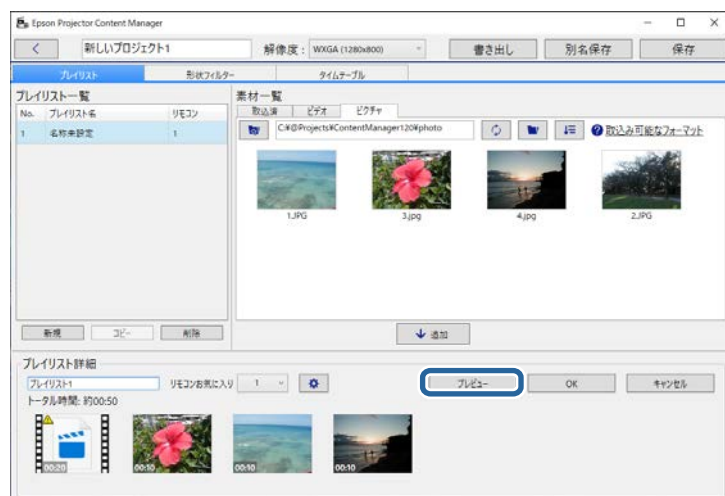 Epson Projector Content Manager
新しいプロジェクト1 解像度： WXGA (1280x800) 書き出し 別名保存 保存
プレイリスト 形状フィルター タイムテーブル
プレイリスト一覧
No. プレイリスト名 リモコン
1 名称未設定 1
新規 コピー 削除
素材一覧
取込済 ビデオ ピクチャ
C:¥@Projects¥ContentManager120¥photo 取込み可能なフォーマット
1.JPG 3.jpg 4.jpg 2.JPG
追加
プレイリスト詳細
プレイリスト1 リモコンお気に入り 1 プレビュー OK キャンセル
トータル時間: 約00:50
00:20 00:10 00:10 00:10